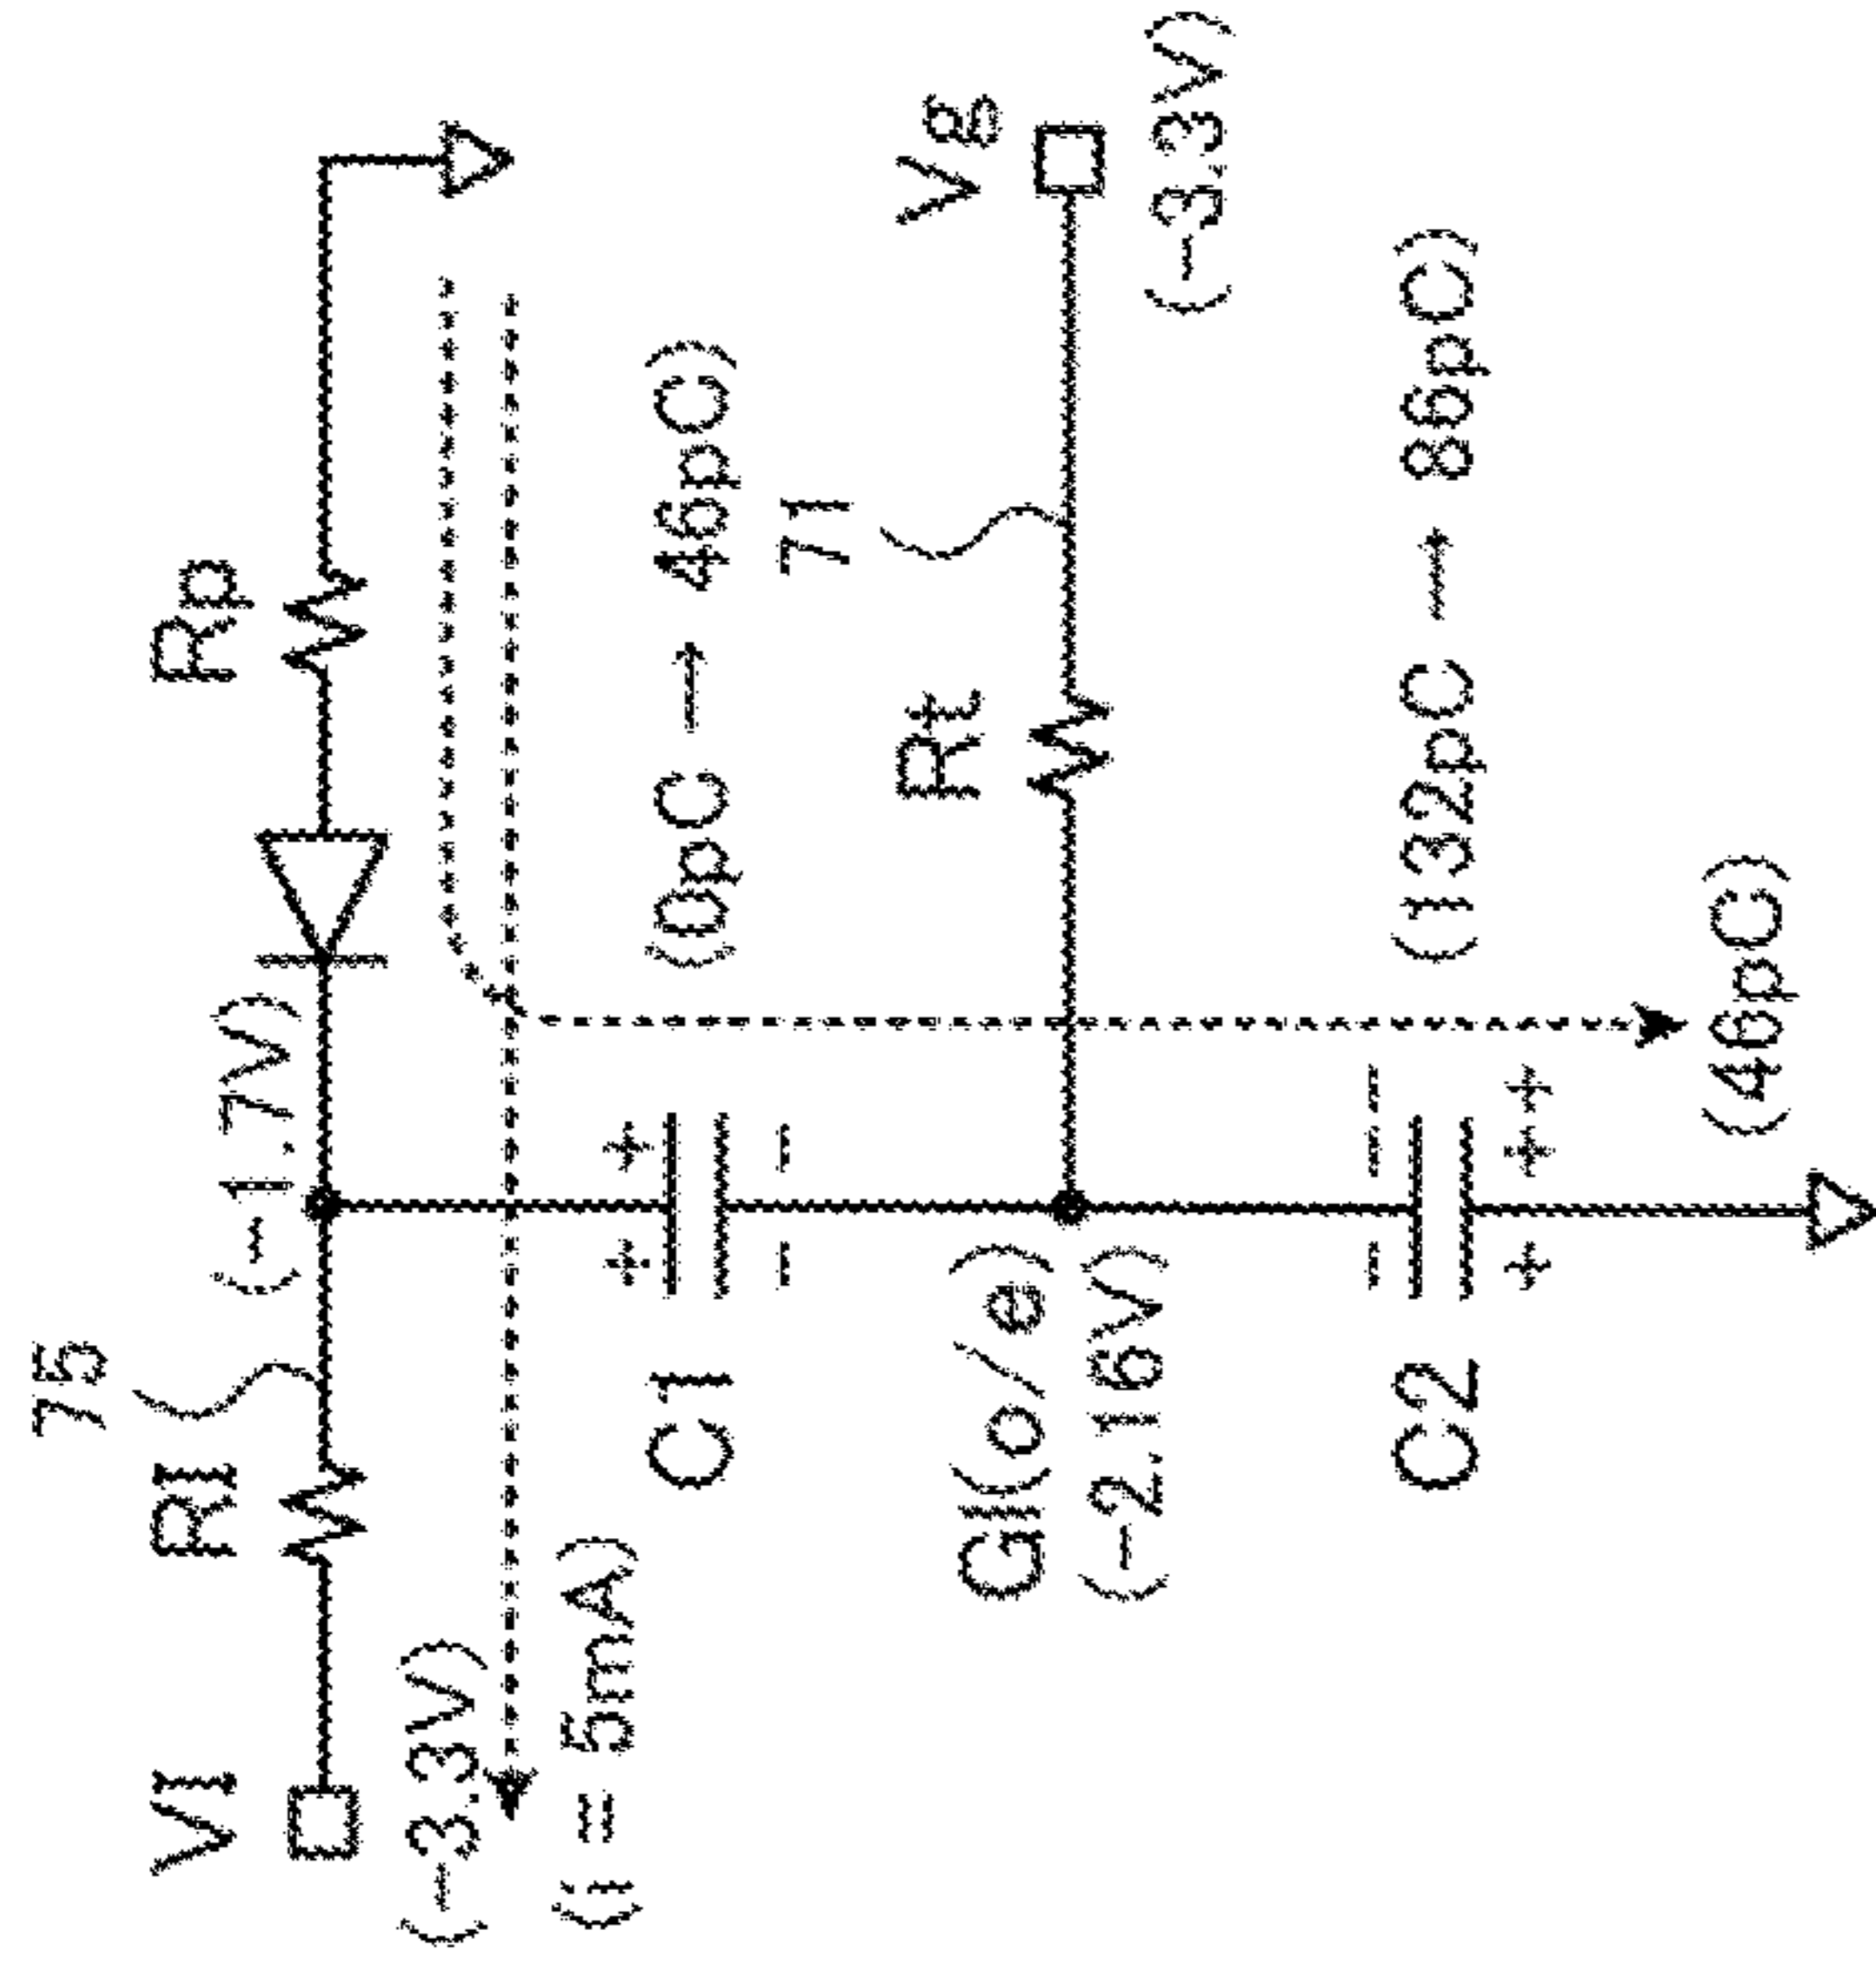 75
Vl
Rl
Rp
(-1.7V)
(-3.3V)
(i = 5mA)
C1
(0pC → 46pC)
71
Rt
Vg
Gl(o/e)
(-2.16V)
(-3.3V)
C2
(132pC → 86pC)
(46pC)